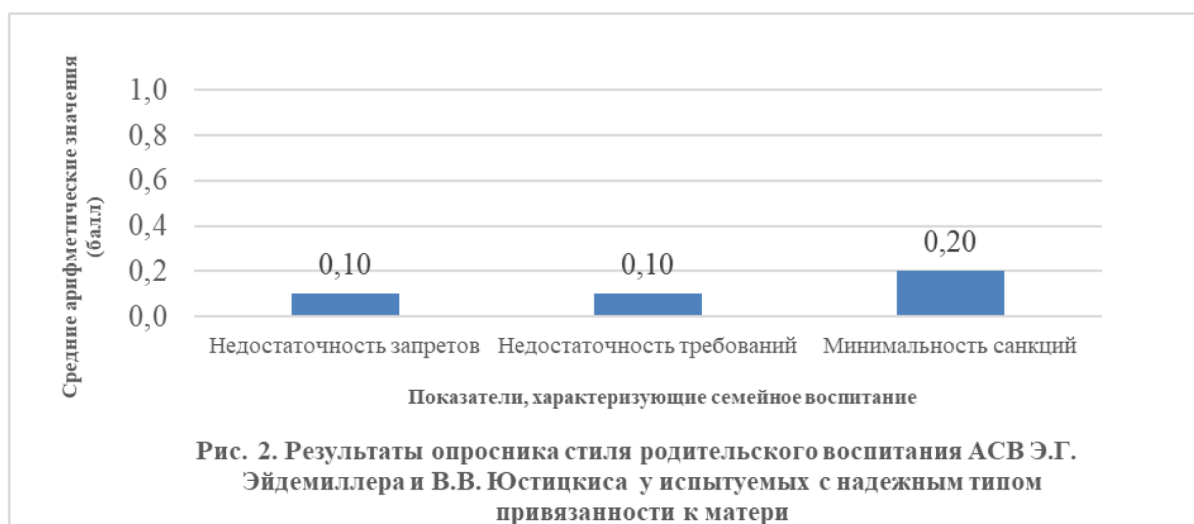 Средние арифметические значения
(балл)
1,0
0,8
0,6
0,4
0,2
0,0
0,10
0,10
0,20
Недостаточность запретов
Недостаточность требований
Минимальность санкций
Показатели, характеризующие семейное воспитание
Рис. 2. Результаты опросника стиля родительского воспитания АСВ Э.Г.
Эйдемиллера и В.В. Юстицкиса у испытуемых с надежным типом
привязанности к матери